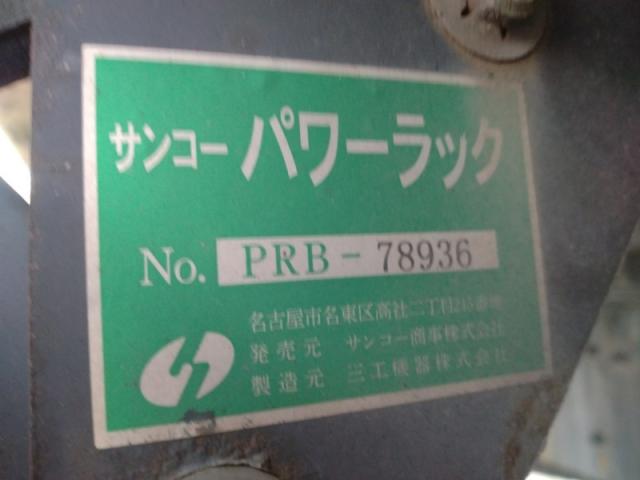 サンコー パワーラック
No. PRB-78936
名古屋市名東区高社二丁目215番地
発売元 サンコー商事株式会社
製造元 三工機器株式会社